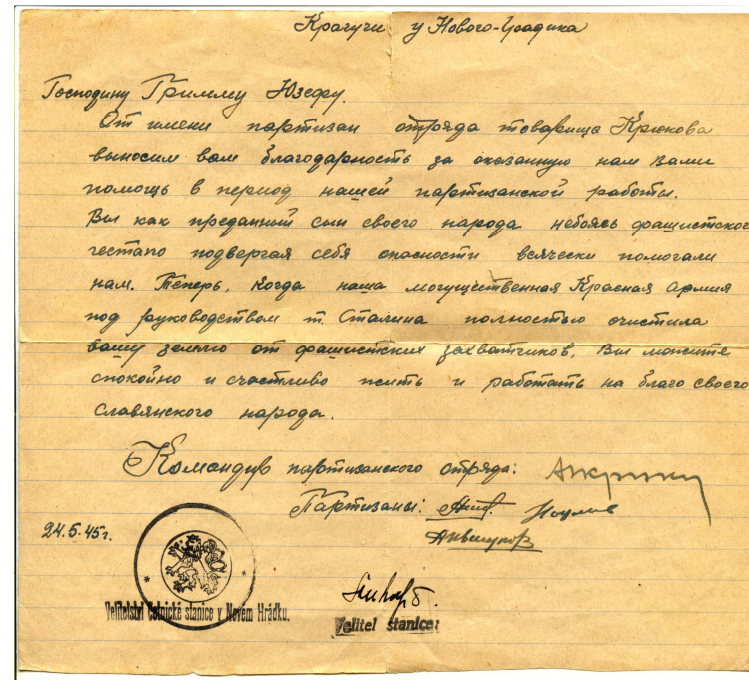 у Нового-Градика
Господину Гримму Юзефу.
От имени партизан отряда товарища Крюкова
выносим вам благодарность за оказанную нам вами
помощь в период нашей партизанской работы.
Вы как преданный сын своего народа небоясь фашистского
гестапо подвергая себя опасности всячески помогали
нам. Теперь, когда наша могущественная Красная армия
под руководством т. Сталина полностью очистила
вашу землю от фашистских захватчиков, Вы можите
спокойно и счастливо жить и работать на благо своего
славянского народа.
Командир партизанского отряда:
Партизаны:
24.5.45г.
Velitelství četnické stanice v Novém Hrádku.
Velitel stanice: